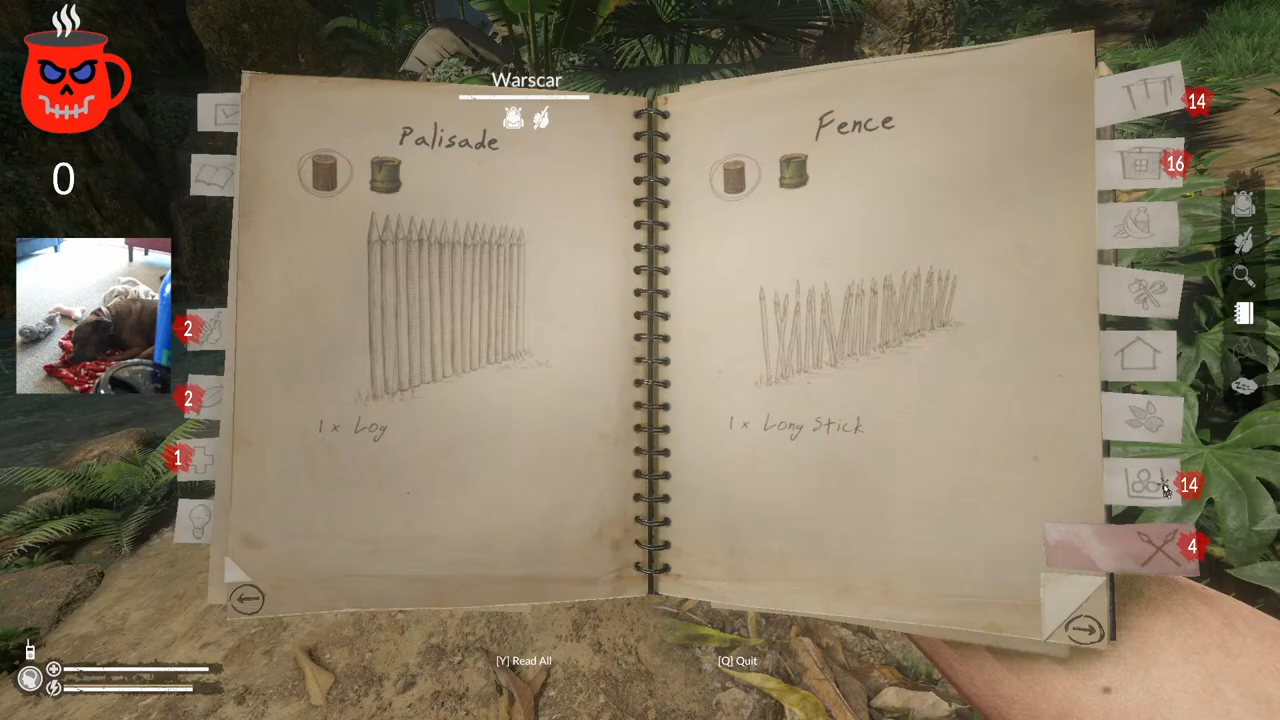 Warscar
Palisade
Fence
0
14
16
2
2
1
1 x Log
1 x Long Stick
14
4
zzz
[Y] Read All
[Q] Quit